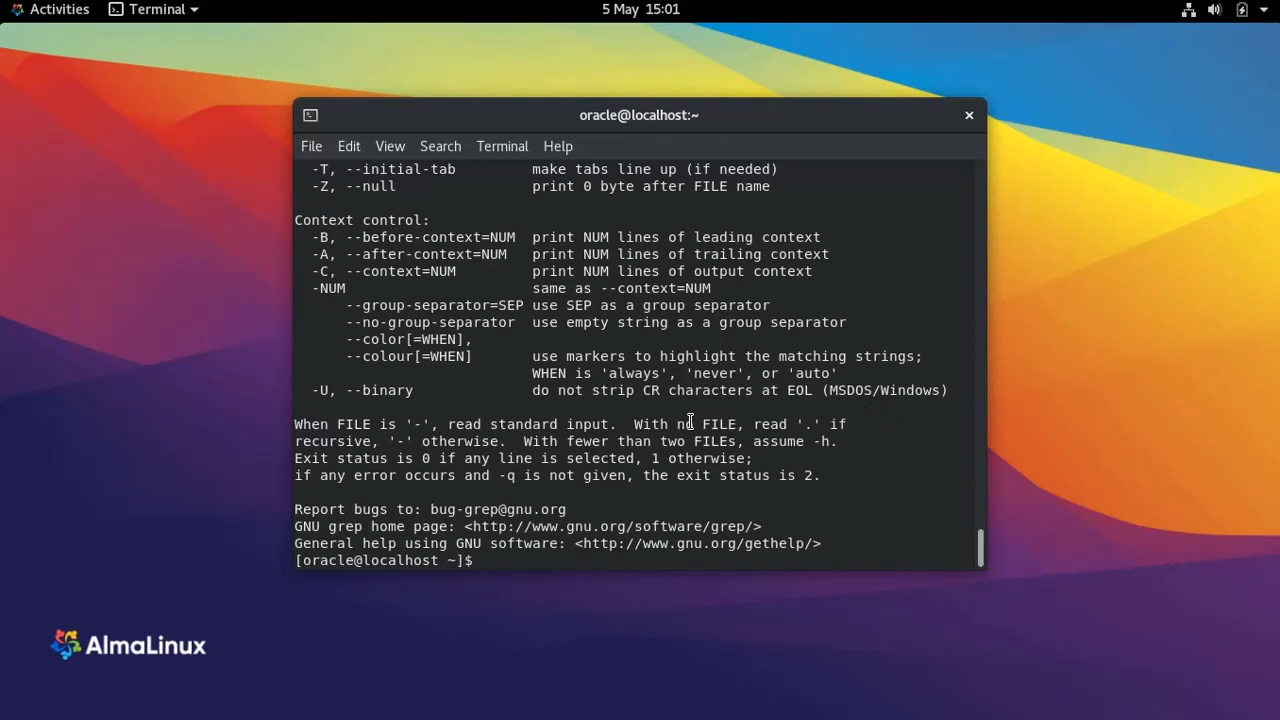 Activities
Terminal
5 May 15:01
oracle@localhost:~
File Edit View Search Terminal Help
-T, --initial-tab make tabs line up (if needed)
-Z, --null print 0 byte after FILE name
Context control:
-B, --before-context=NUM print NUM lines of leading context
-A, --after-context=NUM print NUM lines of trailing context
-C, --context=NUM print NUM lines of output context
-NUM same as --context=NUM
--group-separator=SEP use SEP as a group separator
--no-group-separator use empty string as a group separator
--color[=WHEN],
--colour[=WHEN] use markers to highlight the matching strings;
WHEN is 'always', 'never', or 'auto'
-U, --binary do not strip CR characters at EOL (MSDOS/Windows)
When FILE is '-', read standard input. With no FILE, read '.' if
recursive, '-' otherwise. With fewer than two FILEs, assume -h.
Exit status is 0 if any line is selected, 1 otherwise;
if any error occurs and -q is not given, the exit status is 2.
Report bugs to: bug-grep@gnu.org
GNU grep home page: <http://www.gnu.org/software/grep/>
General help using GNU software: <http://www.gnu.org/gethelp/>
[oracle@localhost ~]$
AlmaLinux